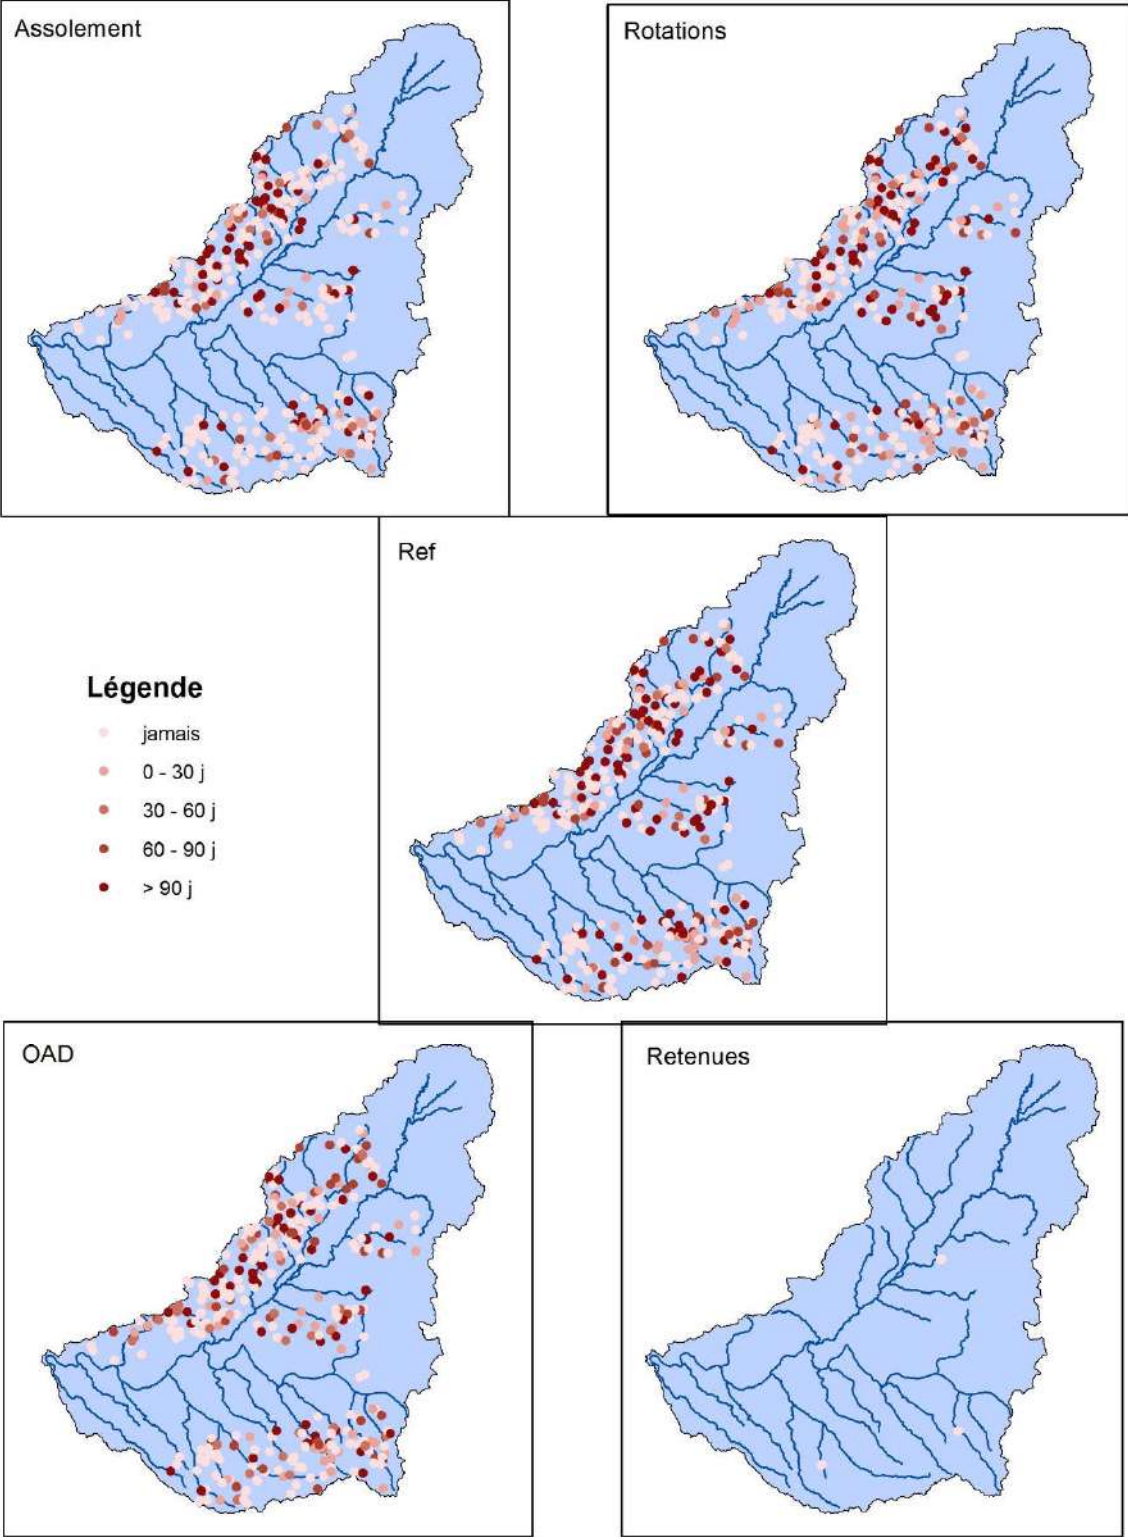 Assolement
Rotations
Ref
Légende
jamais
0 - 30 j
30 - 60 j
60 - 90 j
> 90 j
OAD
Retenues